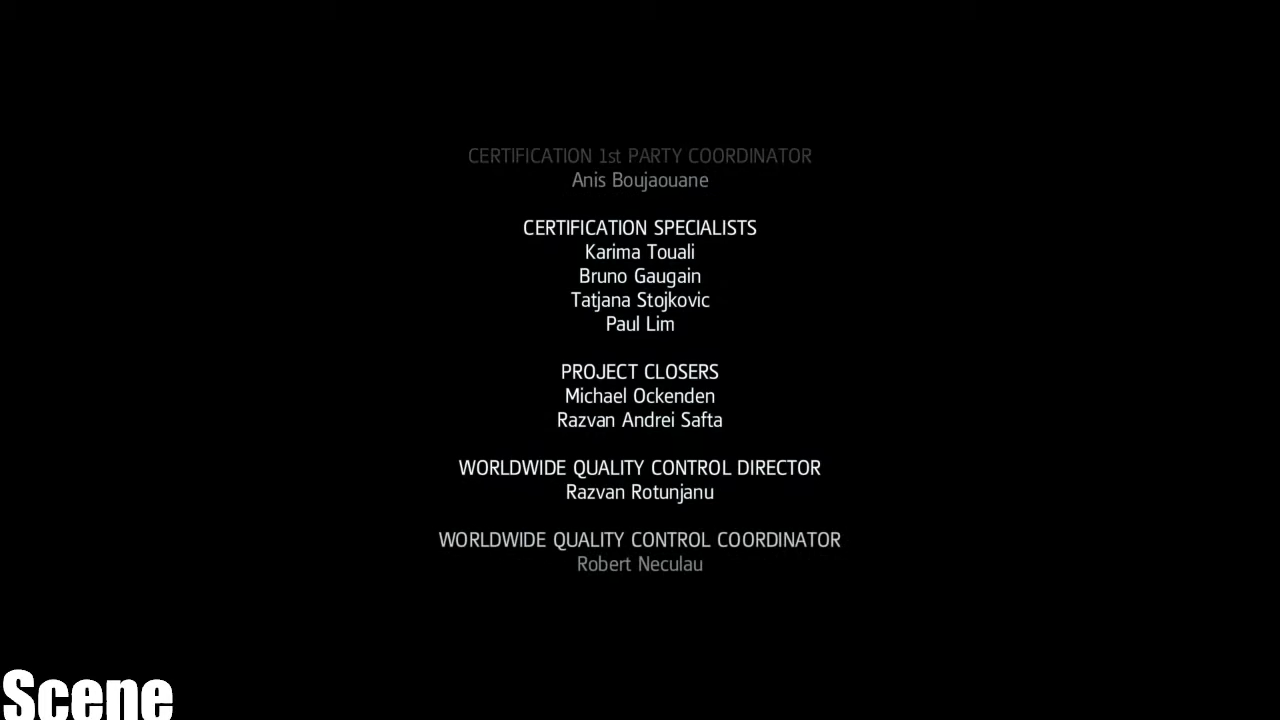 CERTIFICATION 1st PARTY COORDINATOR
Anis Boujaouane
CERTIFICATION SPECIALISTS
Karima Touali
Bruno Gaugain
Tatjana Stojkovic
Paul Lim
PROJECT CLOSERS
Michael Ockenden
Razvan Andrei Safta
WORLDWIDE QUALITY CONTROL DIRECTOR
Razvan Rotunjanu
WORLDWIDE QUALITY CONTROL COORDINATOR
Robert Neculau
Scene